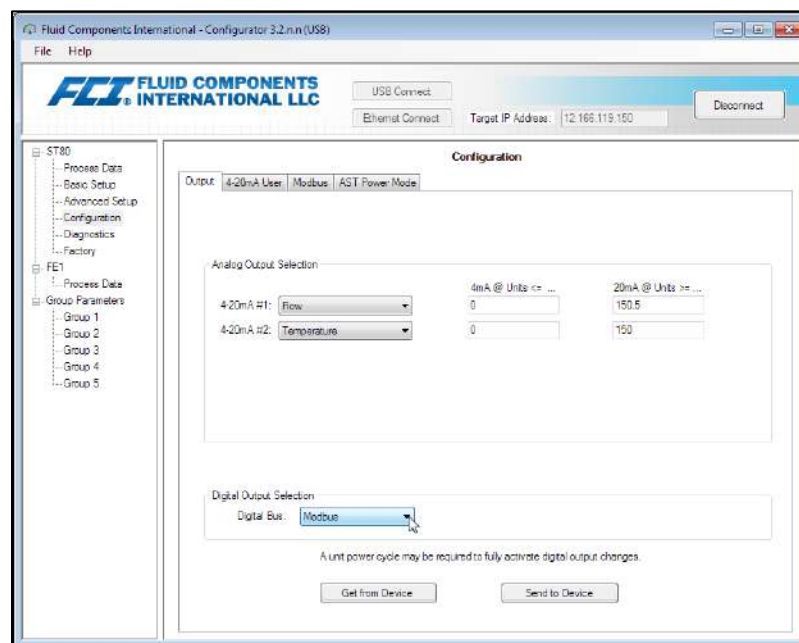 Fluid Components International - Configurator 3.2.n.n (USB)
File Help
FCI FLUID COMPONENTS
® INTERNATIONAL LLC
USB Connect
Ethernet Connect
Target IP Address: 12.166.119.150
Disconnect
ST80
Process Data
Basic Setup
Advanced Setup
Configuration
Diagnostics
Factory
FE1
Process Data
Group Parameters
Group 1
Group 2
Group 3
Group 4
Group 5
Configuration
Output 4-20mA User Modbus AST Power Mode
Analog Output Selection
4mA @ Units <= ... 20mA @ Units >= ...
4-20mA #1: Flow 0 150.5
4-20mA #2: Temperature 0 150
Digital Output Selection
Digital Bus: Modbus
A unit power cycle may be required to fully activate digital output changes.
Get from Device Send to Device